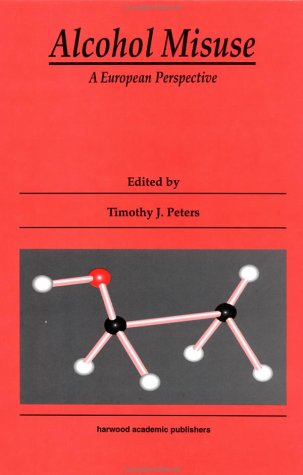 Alcohol Misuse
A European Perspective
Edited by
Timothy J. Peters
harwood academic publishers